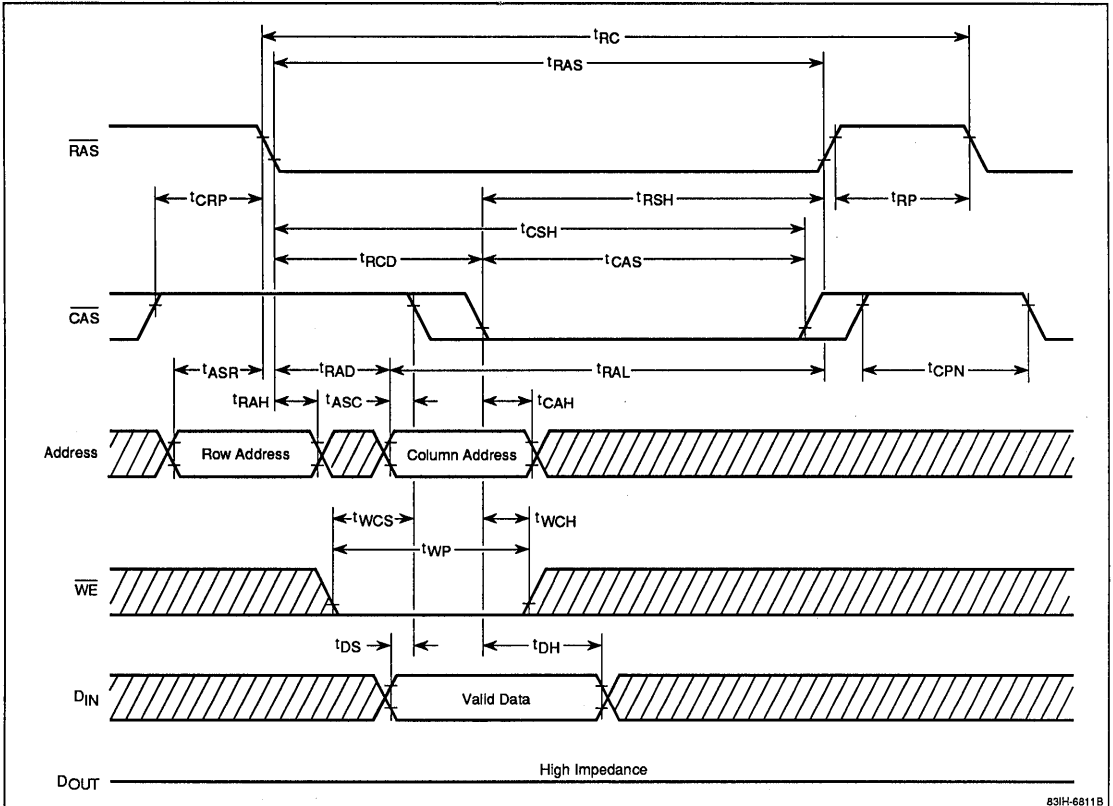 tRC
tRAS
RAS
tCRP
tRSH
tRP
tCSH
tRCD
tCAS
CAS
tASR
tRAD
tRAL
tCPN
tRAH
tASC
tCAH
Address
Row Address
Column Address
tWCS
tWCH
tWP
WE
tDS
tDH
DIN
Valid Data
High Impedance
DOUT
83IH-6811B